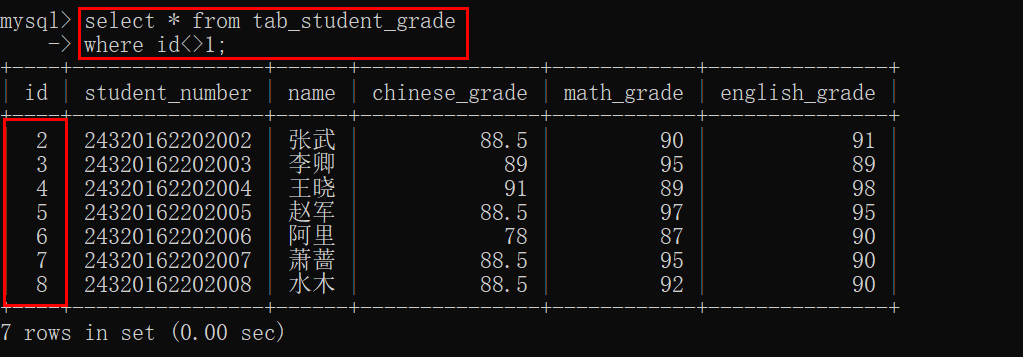 mysql> select * from tab_student_grade
-> where id<>1;
id student_number name chinese_grade math_grade english_grade
2 24320162202002 张武 88.5 90 91
3 24320162202003 李卿 89 95 89
4 24320162202004 王晓 91 89 98
5 24320162202005 赵军 88.5 97 95
6 24320162202006 阿里 78 87 90
7 24320162202007 萧蔷 88.5 95 90
8 24320162202008 水木 88.5 92 90
7 rows in set (0.00 sec)